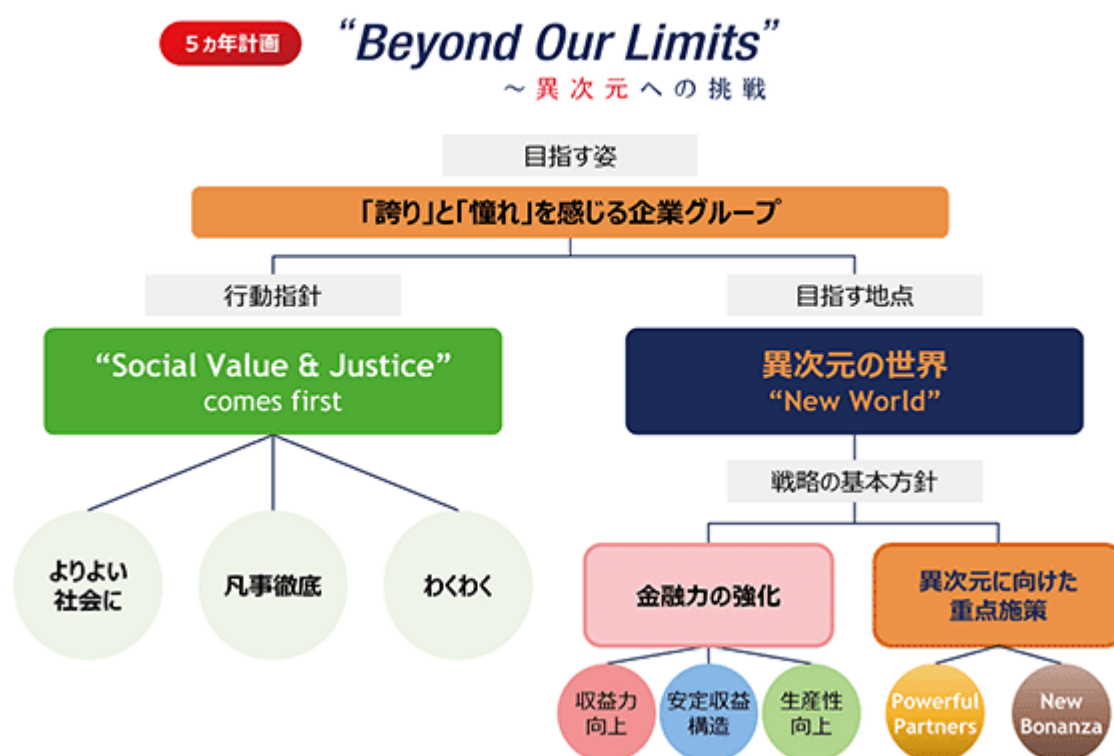 5ヵ年計画
“Beyond Our Limits”
～異次元への挑戦
目指す姿
「誇り」と「憧れ」を感じる企業グループ
行動指針
目指す地点
“Social Value & Justice”
comes first
異次元の世界
“New World”
戦略の基本方針
よりよい
社会に
凡事徹底
わくわく
金融力の強化
異次元に向けた
重点施策
収益力
向上
安定収益
構造
生産性
向上
Powerful
Partners
New
Bonanza